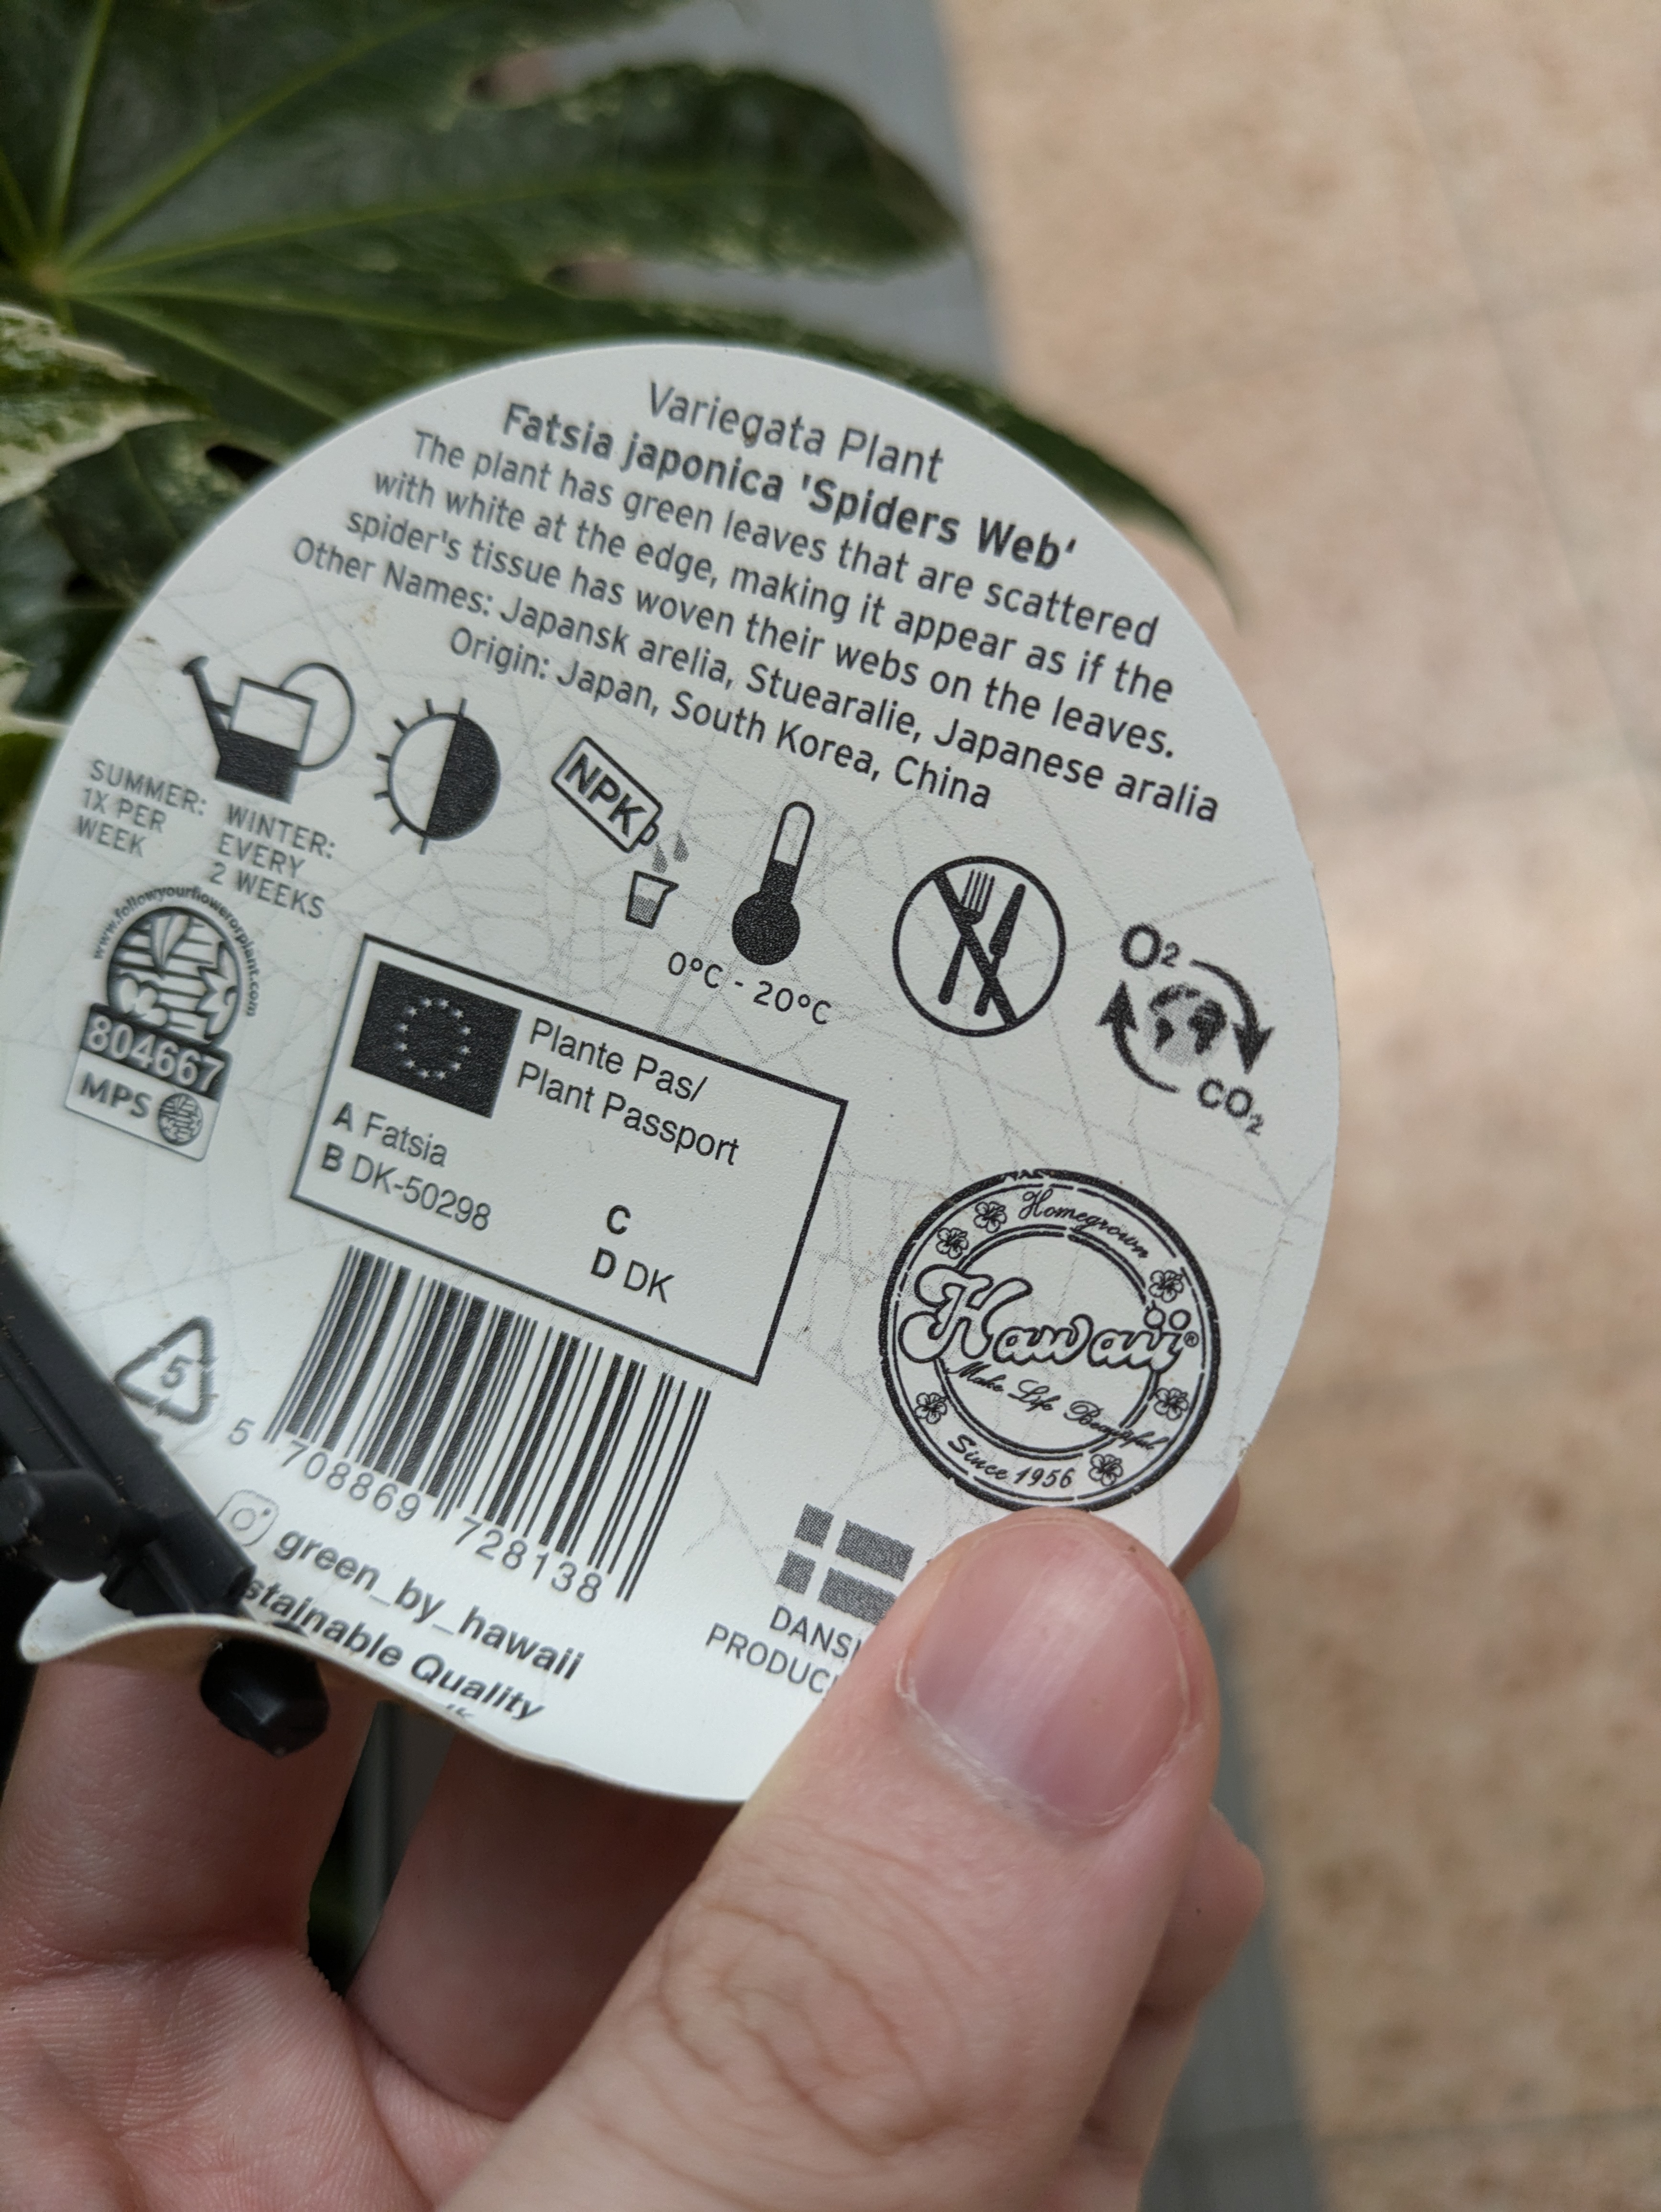 Variegata Plant
Fatsia japonica 'Spiders Web‘
The plant has green leaves that are scattered
with white at the edge, making it appear as if the
spider's tissue has woven their webs on the leaves.
Other Names: Japansk arelia, Stuearalie, Japanese aralia
Origin: Japan, South Korea, China
SUMMER:
1X PER
WEEK
WINTER:
EVERY
2 WEEKS
NPK
0°C - 20°C
O2
CO2
www.followyourflowerorplant.com
804667
MPS
Plante Pas/
Plant Passport
A Fatsia
B DK-50298
C
D DK
Homegrown
Hawaii®
Make Life Beautiful
Since 1956
5
5 708869 728138
green_by_hawaii
stainable Quality
DANSK
PRODUC